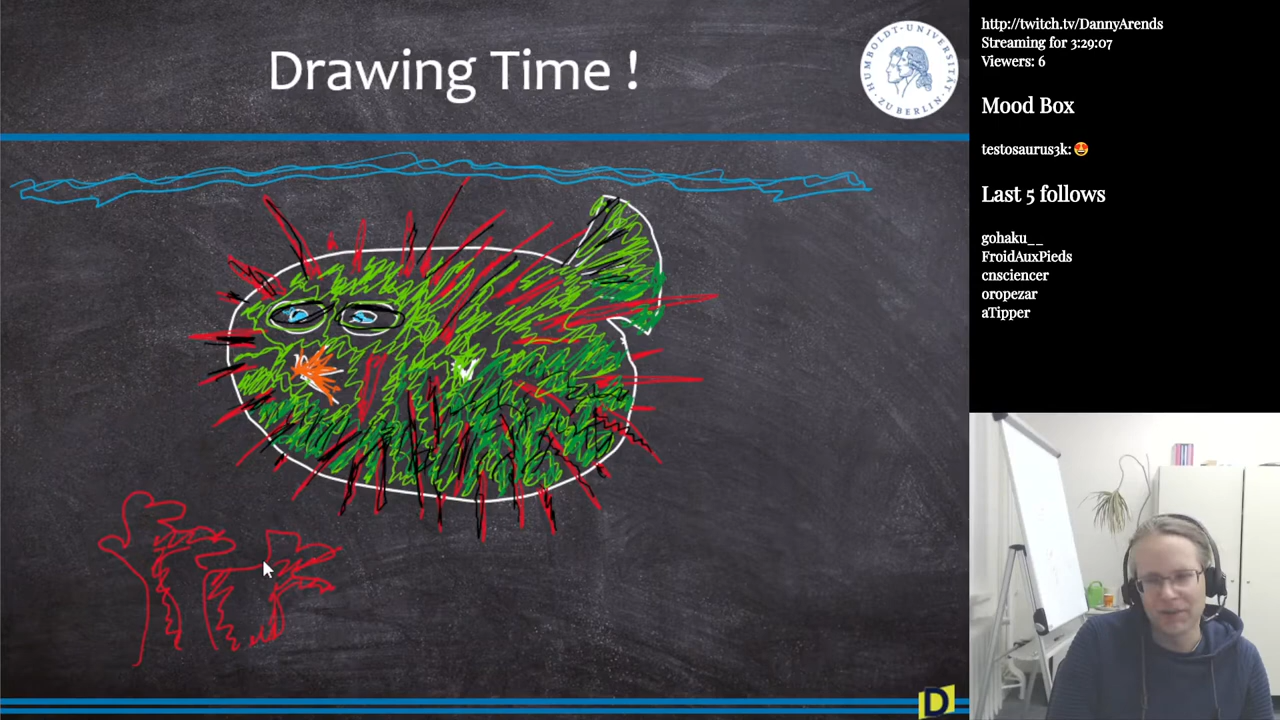 Drawing Time !
HUMBOLDT-UNIVERSITÄT
ZU BERLIN
D
http://twitch.tv/DannyArends
Streaming for 3:29:07
Viewers: 6
Mood Box
testosaurus3k: 🤩
Last 5 follows
gohaku__
FroidAuxPieds
cnsciencer
oropezar
aTipper